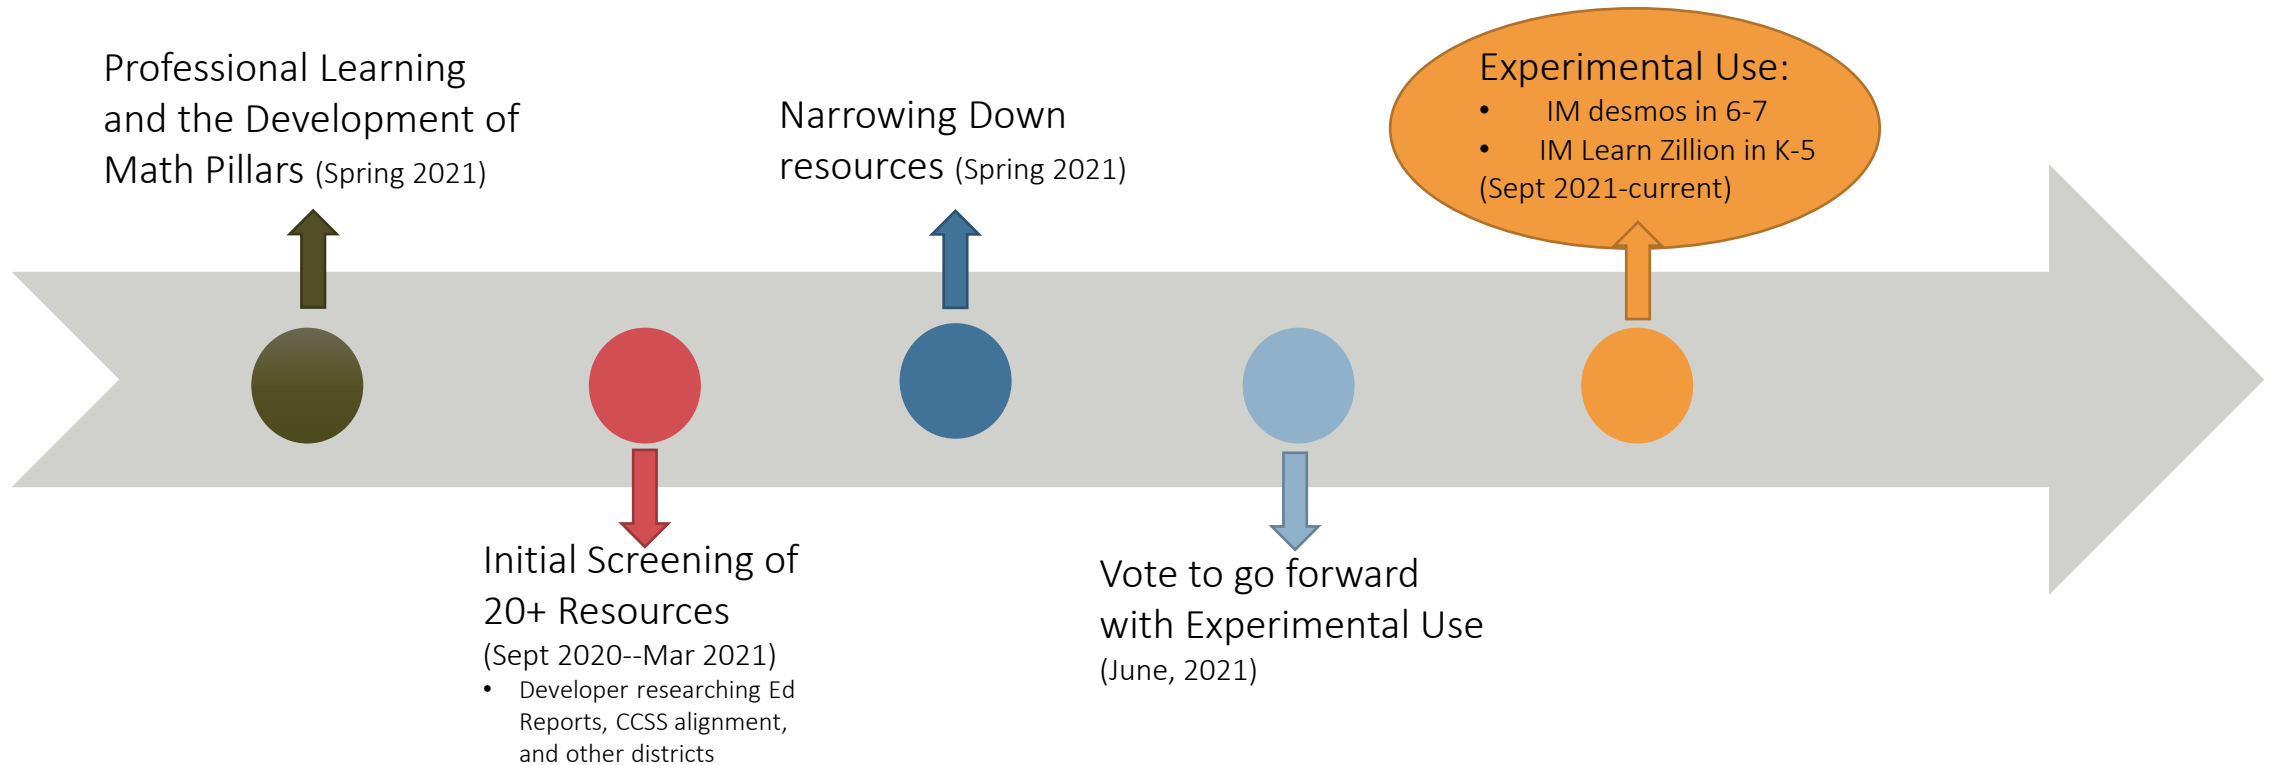 Professional Learning
and the Development of
Math Pillars (Spring 2021)
Initial Screening of
20+ Resources
(Sept 2020--Mar 2021)
• Developer researching Ed
Reports, CCSS alignment,
and other districts
Narrowing Down
resources (Spring 2021)
Vote to go forward
with Experimental Use
(June, 2021)
Experimental Use:
• IM desmos in 6-7
• IM Learn Zillion in K-5
(Sept 2021-current)